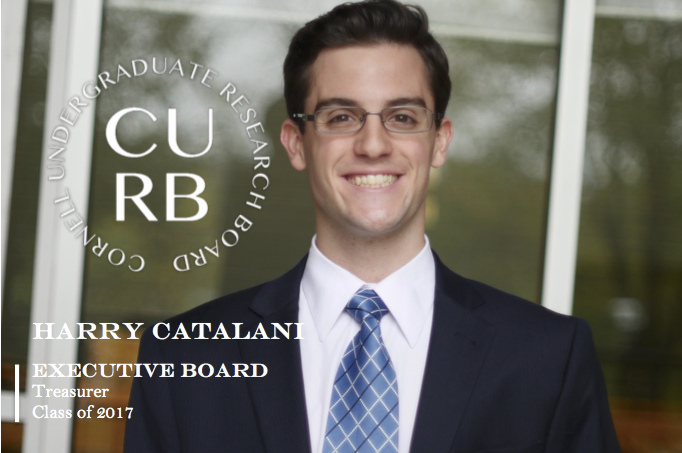 CORNELL UNDERGRADUATE RESEARCH BOARD
CU
RB
HARRY CATALANI
EXECUTIVE BOARD
Treasurer
Class of 2017